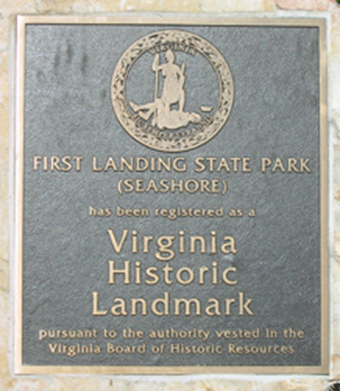 VIRGINIA
FIRST LANDING STATE PARK
(SEASHORE)
has been registered as a
Virginia
Historic
Landmark
pursuant to the authority vested in the
Virginia Board of Historic Resources